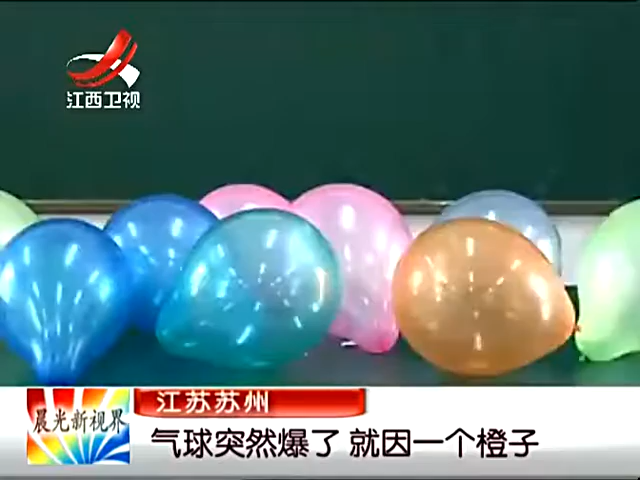 江西卫视
江苏苏州
晨光新视界
气球突然爆了 就因一个橙子